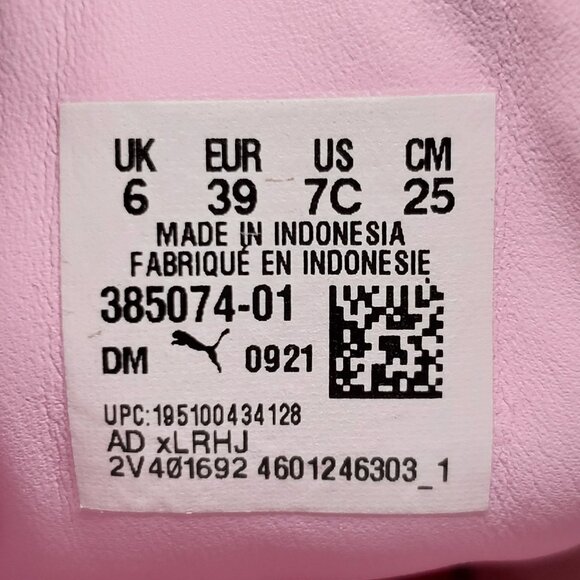 UK EUR US CM
6 39 7C 25
MADE IN INDONESIA
FABRIQUÉ EN INDONESIE
385074-01
DM 0921
UPC:195100434128
AD xLRHJ
2V401692 4601246303_1